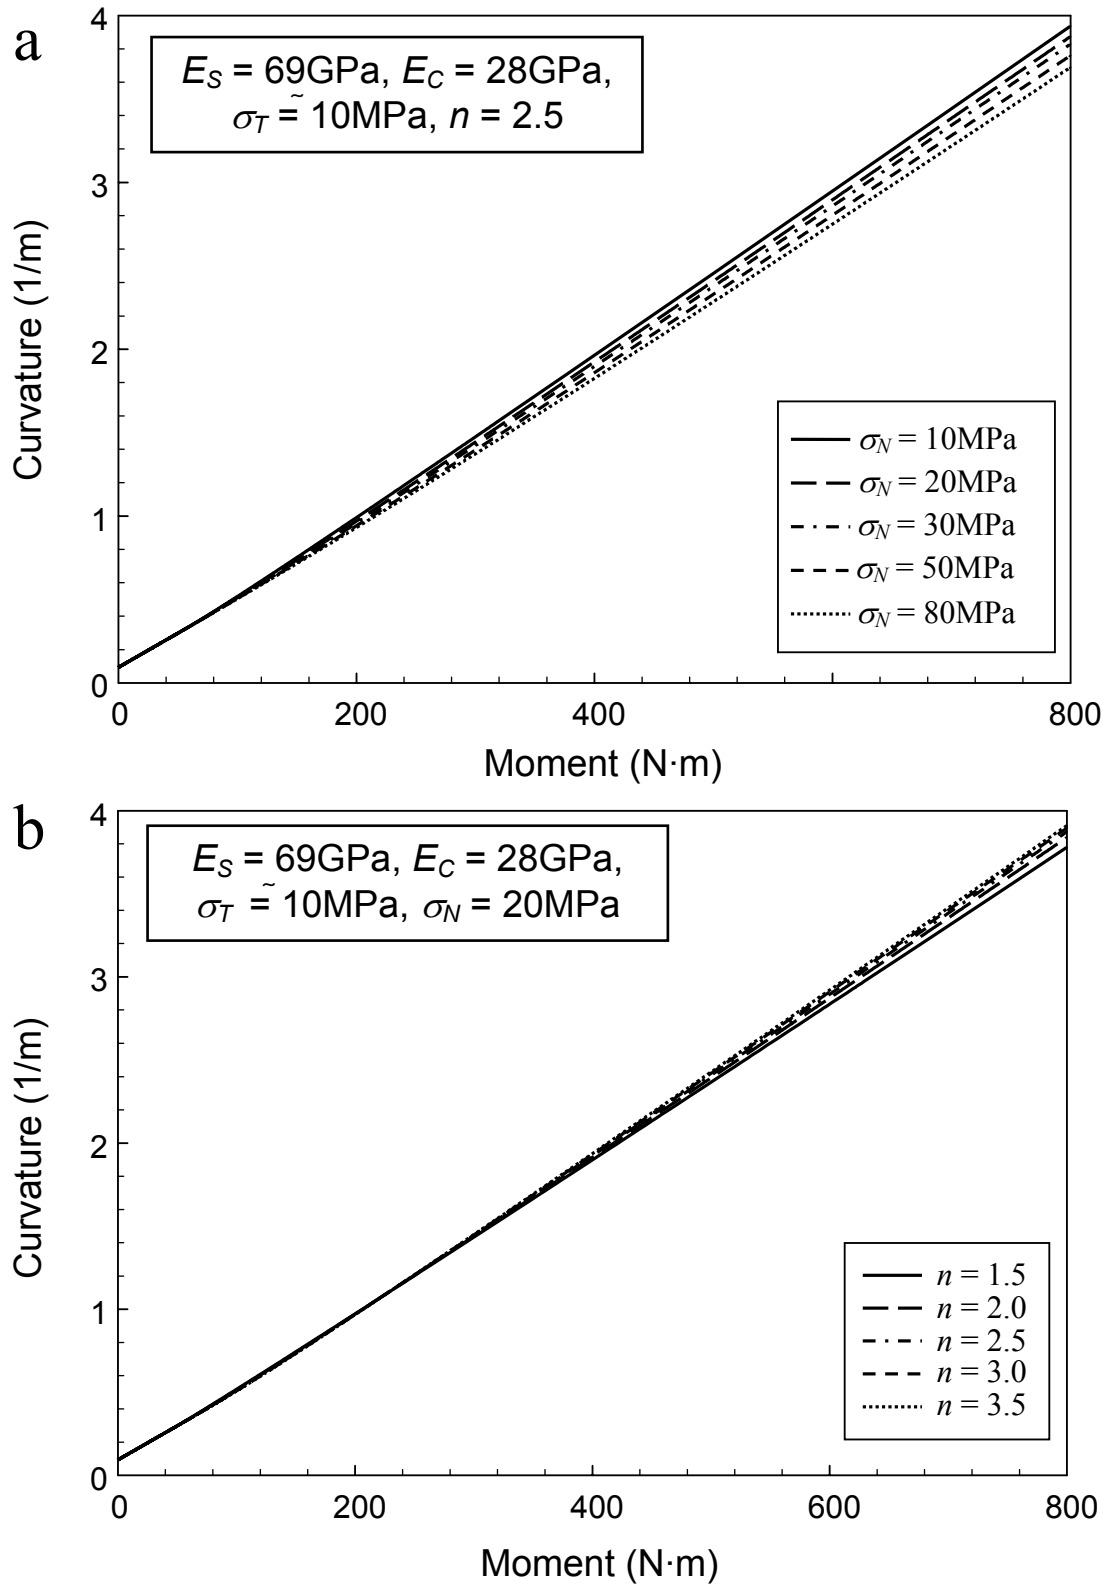 a
4
E_S = 69GPa, E_C = 28GPa,
σ_T ≃ 10MPa, n = 2.5
3
2
1
0
Curvature (1/m)
σ_N = 10MPa
σ_N = 20MPa
σ_N = 30MPa
σ_N = 50MPa
σ_N = 80MPa
0 200 400 800
Moment (N·m)
b
4
E_S = 69GPa, E_C = 28GPa,
σ_T ≃ 10MPa, σ_N = 20MPa
3
2
1
0
Curvature (1/m)
n = 1.5
n = 2.0
n = 2.5
n = 3.0
n = 3.5
0 200 400 600 800
Moment (N·m)